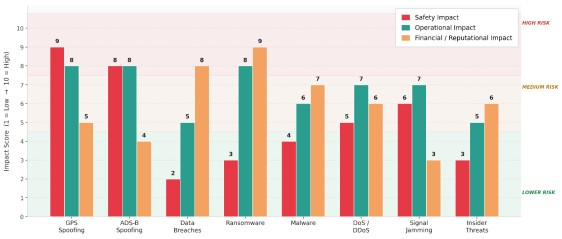 Safety Impact
Operational Impact
Financial / Reputational Impact
HIGH RISK
MEDIUM RISK
LOWER RISK
Impact Score (1 = Low → 10 = High)
10
9
8
7
6
5
4
3
2
1
0
9 8 5
8 8 4
2 5 8
3 8 9
4 6 7
5 7 6
6 7 3
3 5 6
GPS
Spoofing
ADS-B
Spoofing
Data
Breaches
Ransomware
Malware
DoS /
DDoS
Signal
Jamming
Insider
Threats